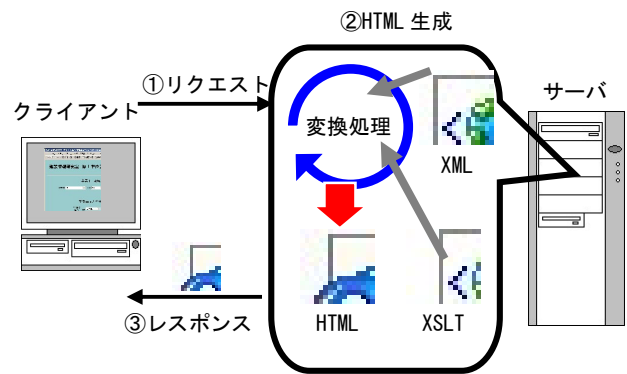 ②HTML 生成
①リクエスト
サーバ
クライアント
変換処理
XML
③レスポンス
HTML
XSLT